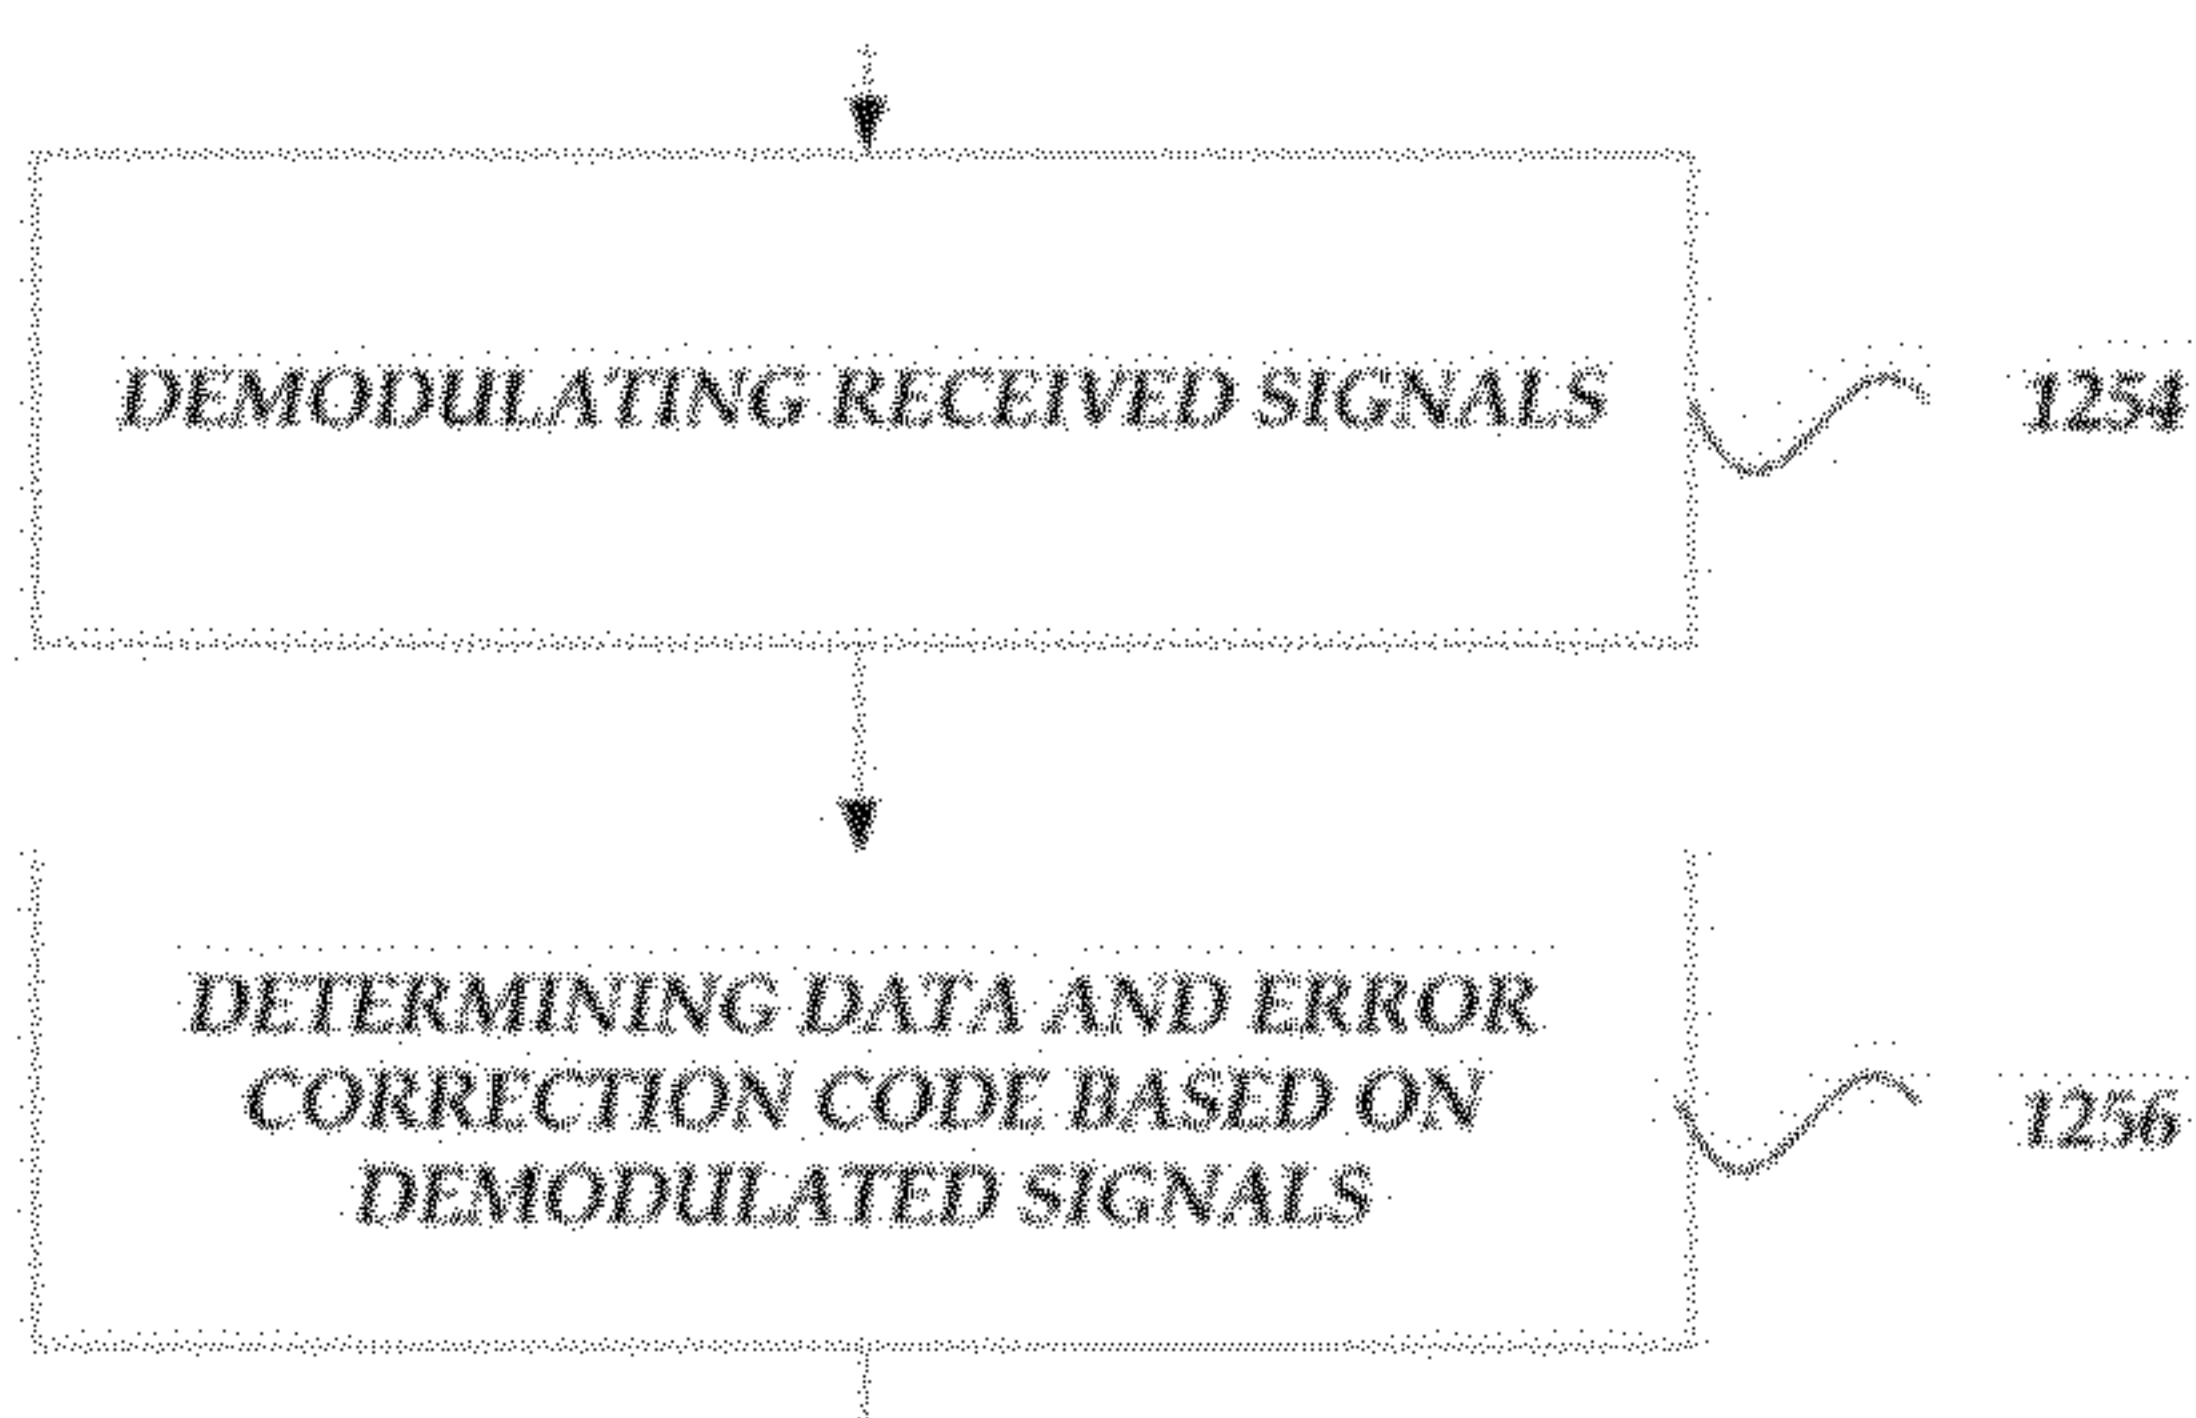 DEMODULATING RECEIVED SIGNALS
1254
DETERMINING DATA AND ERROR
CORRECTION CODE BASED ON
DEMODULATED SIGNALS
1256